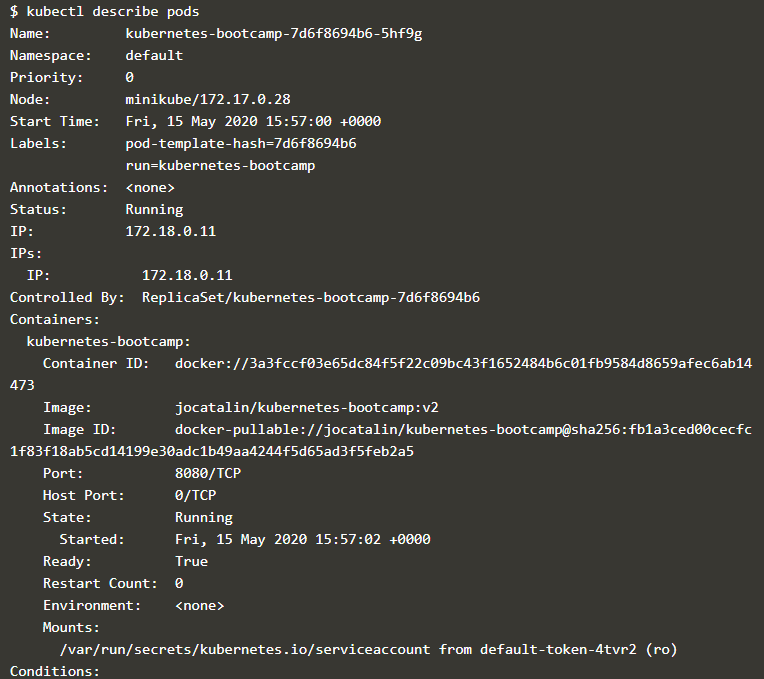 $ kubectl describe pods
Name:         kubernetes-bootcamp-7d6f8694b6-5hf9g
Namespace:    default
Priority:     0
Node:         minikube/172.17.0.28
Start Time:   Fri, 15 May 2020 15:57:00 +0000
Labels:       pod-template-hash=7d6f8694b6
              run=kubernetes-bootcamp
Annotations:  <none>
Status:       Running
IP:           172.18.0.11
IPs:
  IP:           172.18.0.11
Controlled By:  ReplicaSet/kubernetes-bootcamp-7d6f8694b6
Containers:
  kubernetes-bootcamp:
    Container ID:   docker://3a3fccf03e65dc84f5f22c09bc43f1652484b6c01fb9584d8659afec6ab14
473
    Image:          jocatalin/kubernetes-bootcamp:v2
    Image ID:       docker-pullable://jocatalin/kubernetes-bootcamp@sha256:fb1a3ced00cecfc
1f83f18ab5cd14199e30adc1b49aa4244f5d65ad3f5feb2a5
    Port:           8080/TCP
    Host Port:      0/TCP
    State:          Running
      Started:      Fri, 15 May 2020 15:57:02 +0000
    Ready:          True
    Restart Count:  0
    Environment:    <none>
    Mounts:
      /var/run/secrets/kubernetes.io/serviceaccount from default-token-4tvr2 (ro)
Conditions: